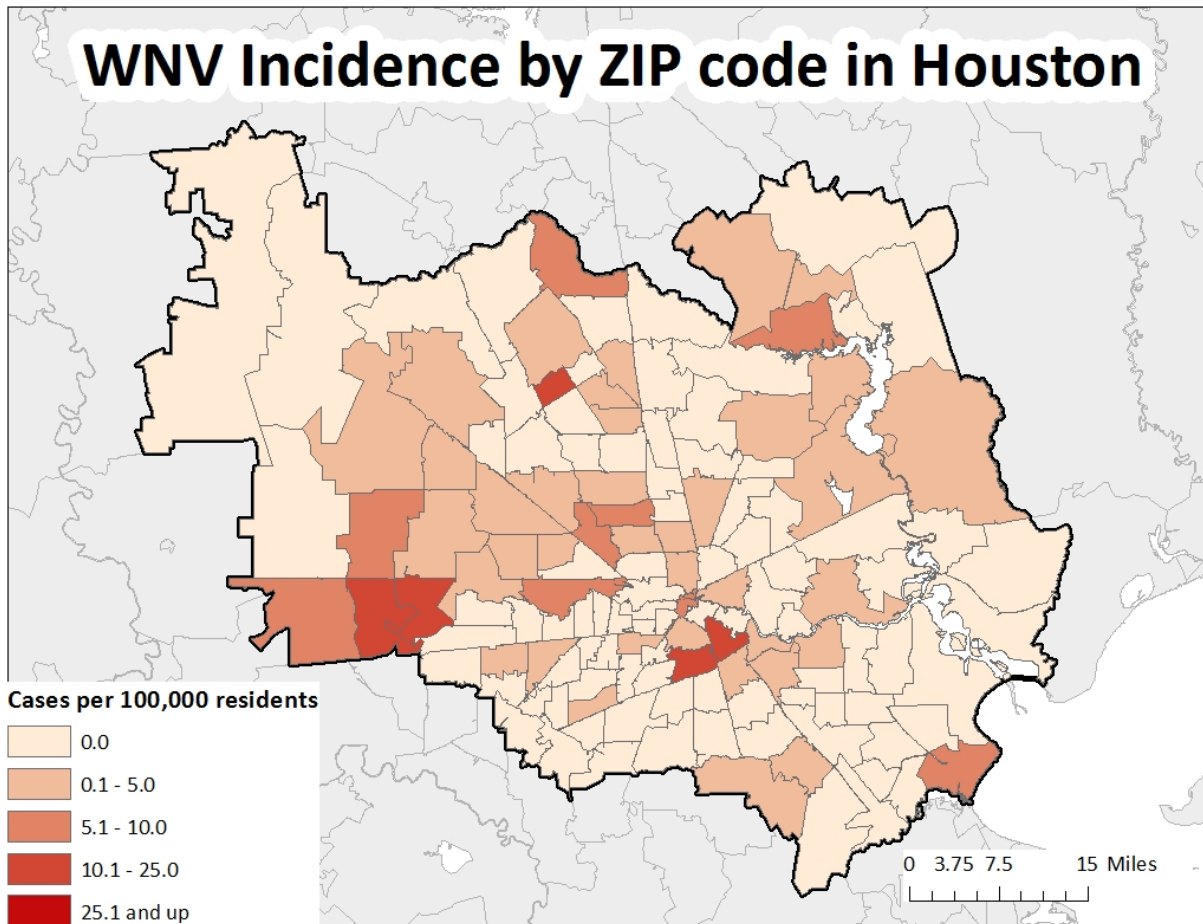 WNV Incidence by ZIP code in Houston
Cases per 100,000 residents
0.0
0.1 - 5.0
5.1 - 10.0
10.1 - 25.0
25.1 and up
0 3.75 7.5 15 Miles